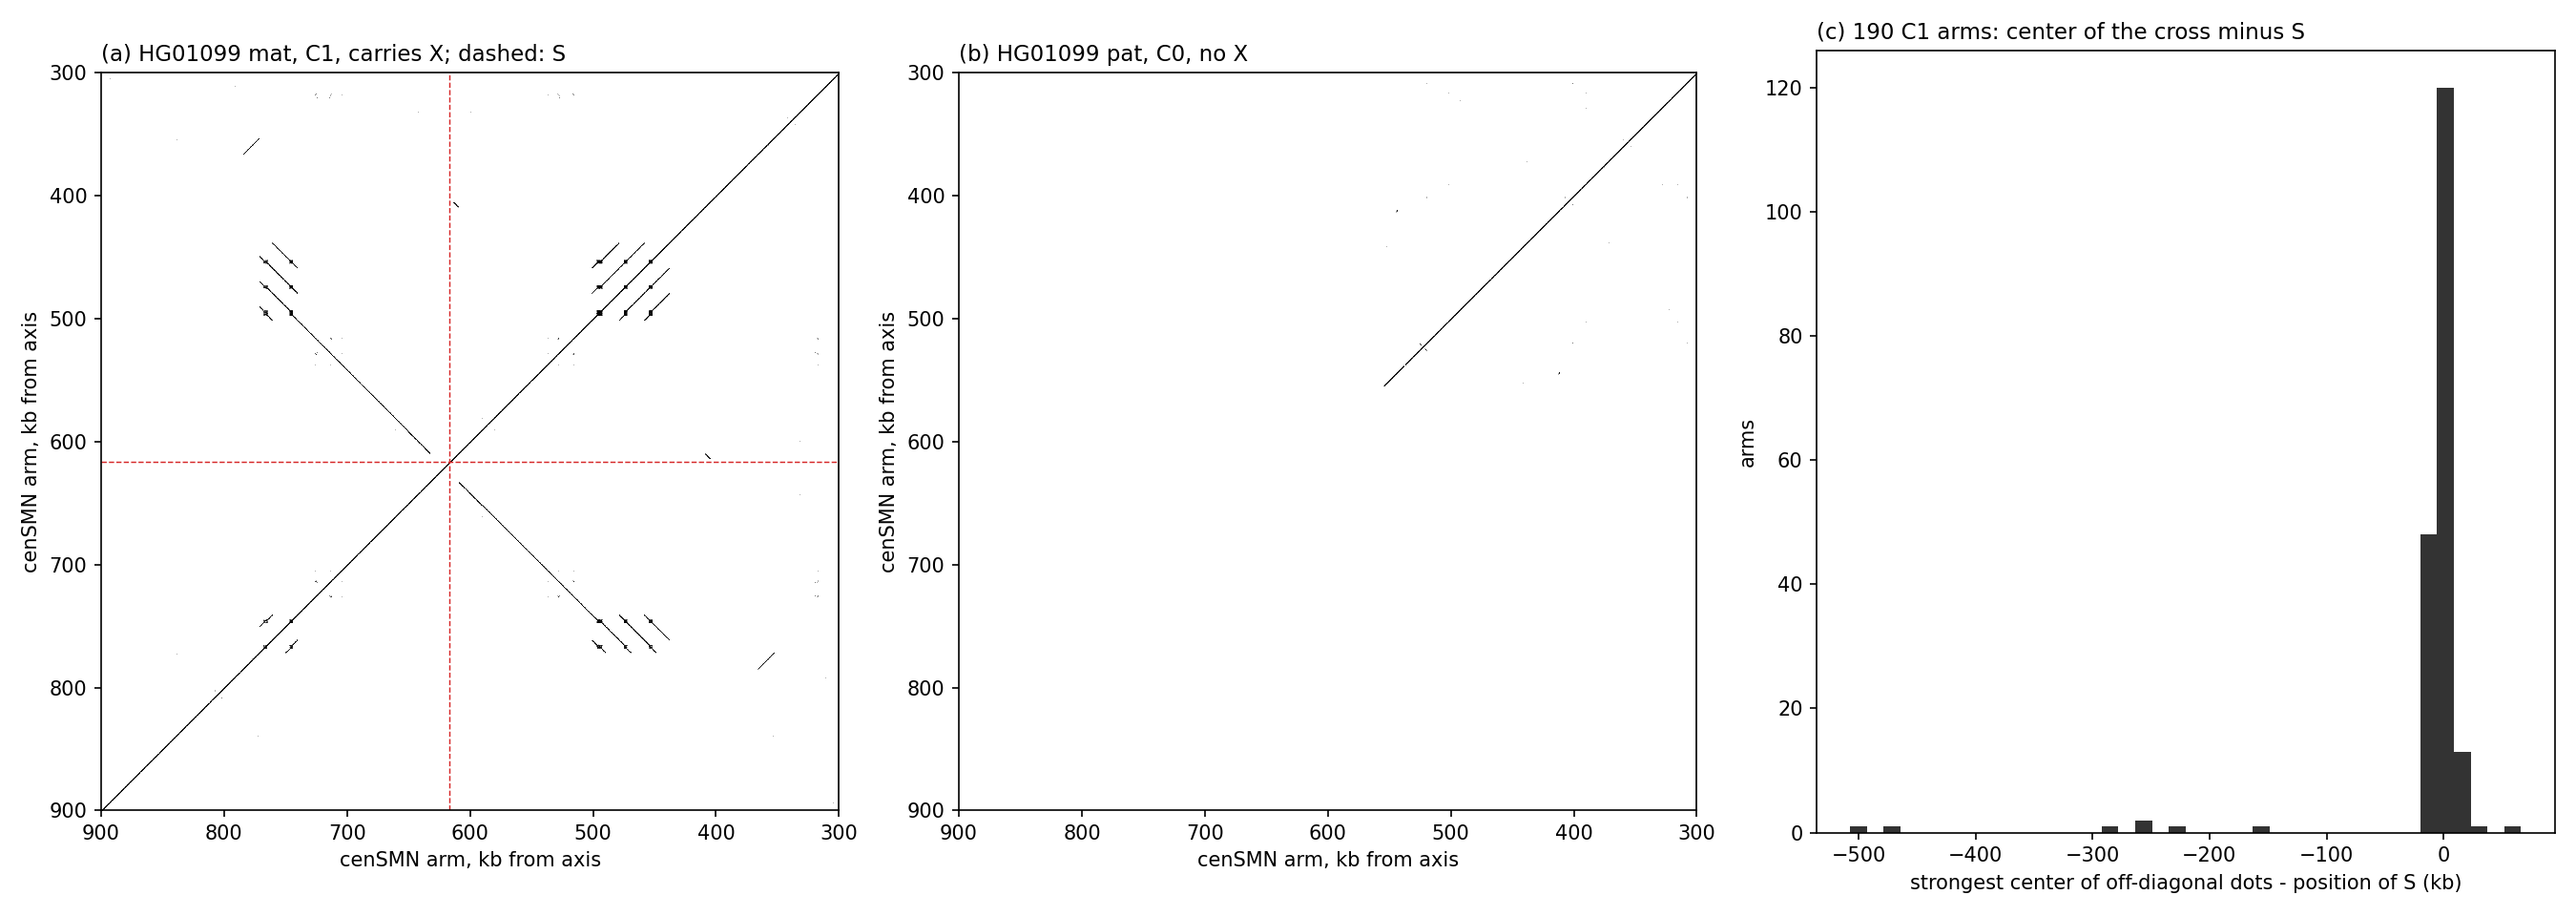 (a) HG01099 mat, C1, carries X; dashed: S
300
400
500
600
700
800
900
900 800 700 600 500 400 300
censSMN arm, kb from axis
cenSMN arm, kb from axis
(b) HG01099 pat, C0, no X
300
400
500
600
700
800
900
900 800 700 600 500 400 300
cenSMN arm, kb from axis
cenSMN arm, kb from axis
(c) 190 C1 arms: center of the cross minus S
120
100
80
60
40
20
0
−500 −400 −300 −200 −100 0
arms
strongest center of off-diagonal dots - position of S (kb)